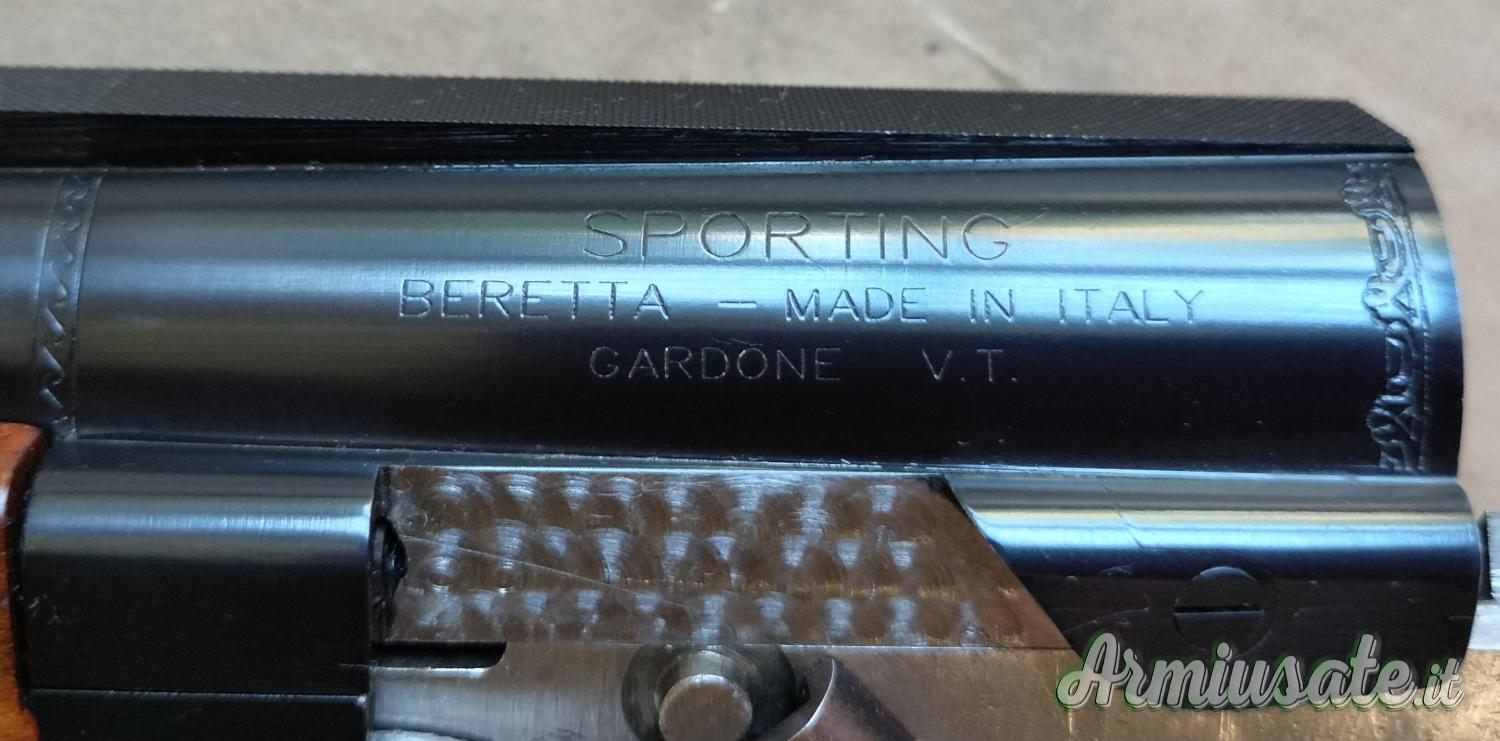 SPORTING
BERETTA — MADE IN ITALY
GARDONE V.T.
Armiusate.it